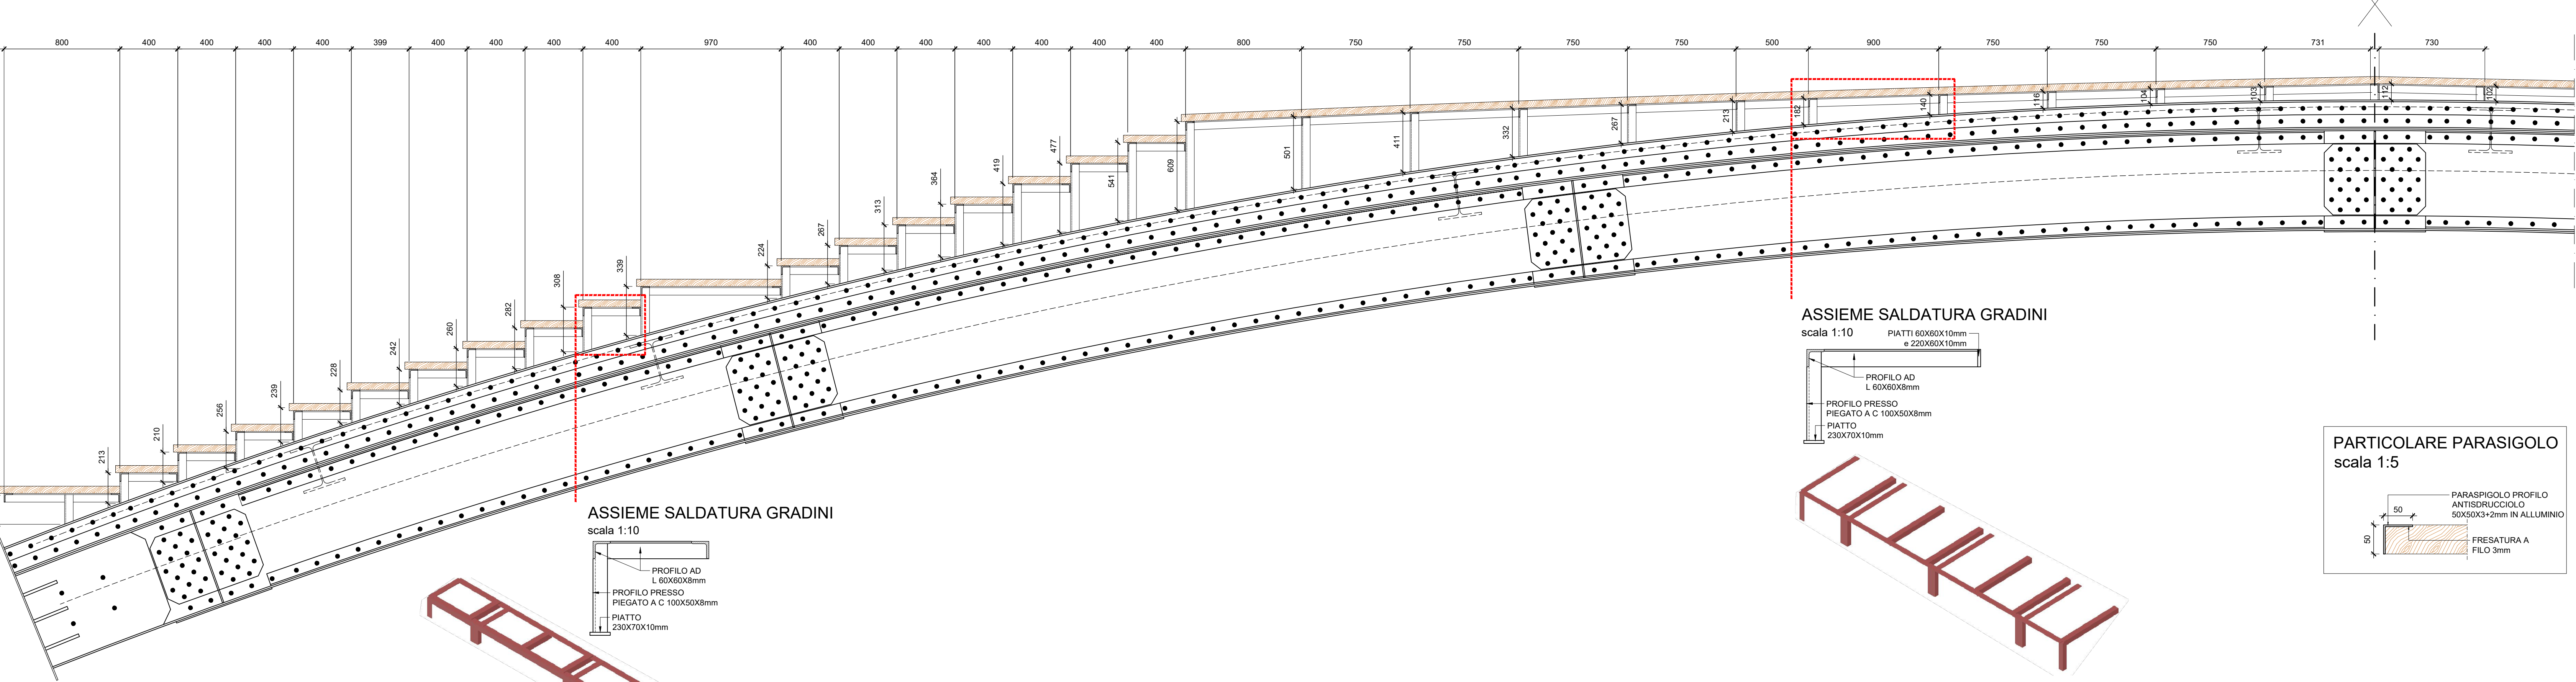 800 400 400 400 400 399 400 400 400 400 970 400 400 400 400 400 400 400 800 750 750 750 750 500 900 750 750 750 731 730
213
210
256
239
228
242
260
282
308
339
224
267
313
364
419
477
541
609
501
411
332
267
213
182
140
116
104
103
112
102
ASSIEME SALDATURA GRADINI
scala 1:10
PROFILO AD
L 60X60X8mm
PROFILO PRESSO
PIEGATO A C 100X50X8mm
PIATTO
230X70X10mm
ASSIEME SALDATURA GRADINI
scala 1:10
PIATTI 60X60X10mm
e 220X60X10mm
PROFILO AD
L 60X60X8mm
PROFILO PRESSO
PIEGATO A C 100X50X8mm
PIATTO
230X70X10mm
PARTICOLARE PARASIGOLO
scala 1:5
PARASPIGOLO PROFILO
ANTISDRUCCIOLO
50X50X3+2mm IN ALLUMINIO
50
50
FRESATURA A
FILO 3mm